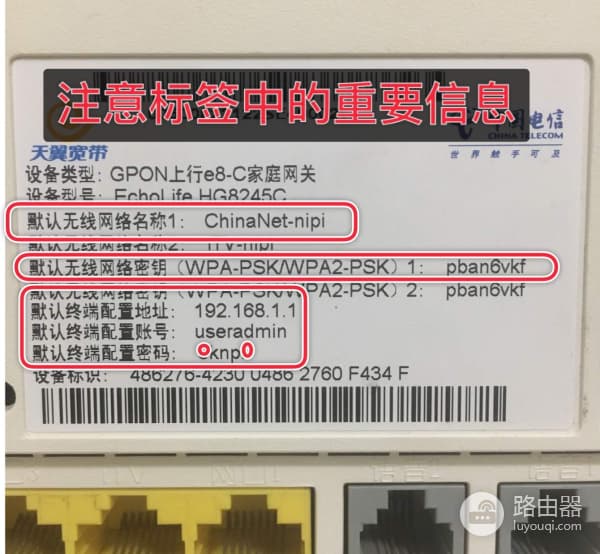 注意标签中的重要信息
中国电信
CHINA TELECOM
天翼宽带
世界触手可及
设备类型: GPON上行e8-C家庭网关
设备型号: EchoLife HG8245C
默认无线网络名称1: ChinaNet-nipi
默认无线网络名称2: iTV-nipi
默认无线网络密钥（WPA-PSK/WPA2-PSK）1: pban6vkf
默认无线网络密钥（WPA-PSK/WPA2-PSK）2: pban6vkf
默认终端配置地址: 192.168.1.1
默认终端配置账号: useradmin
默认终端配置密码: knp
设备标识: 486276-4230 0486 2760 F434 F
路由器
luyouqi.com